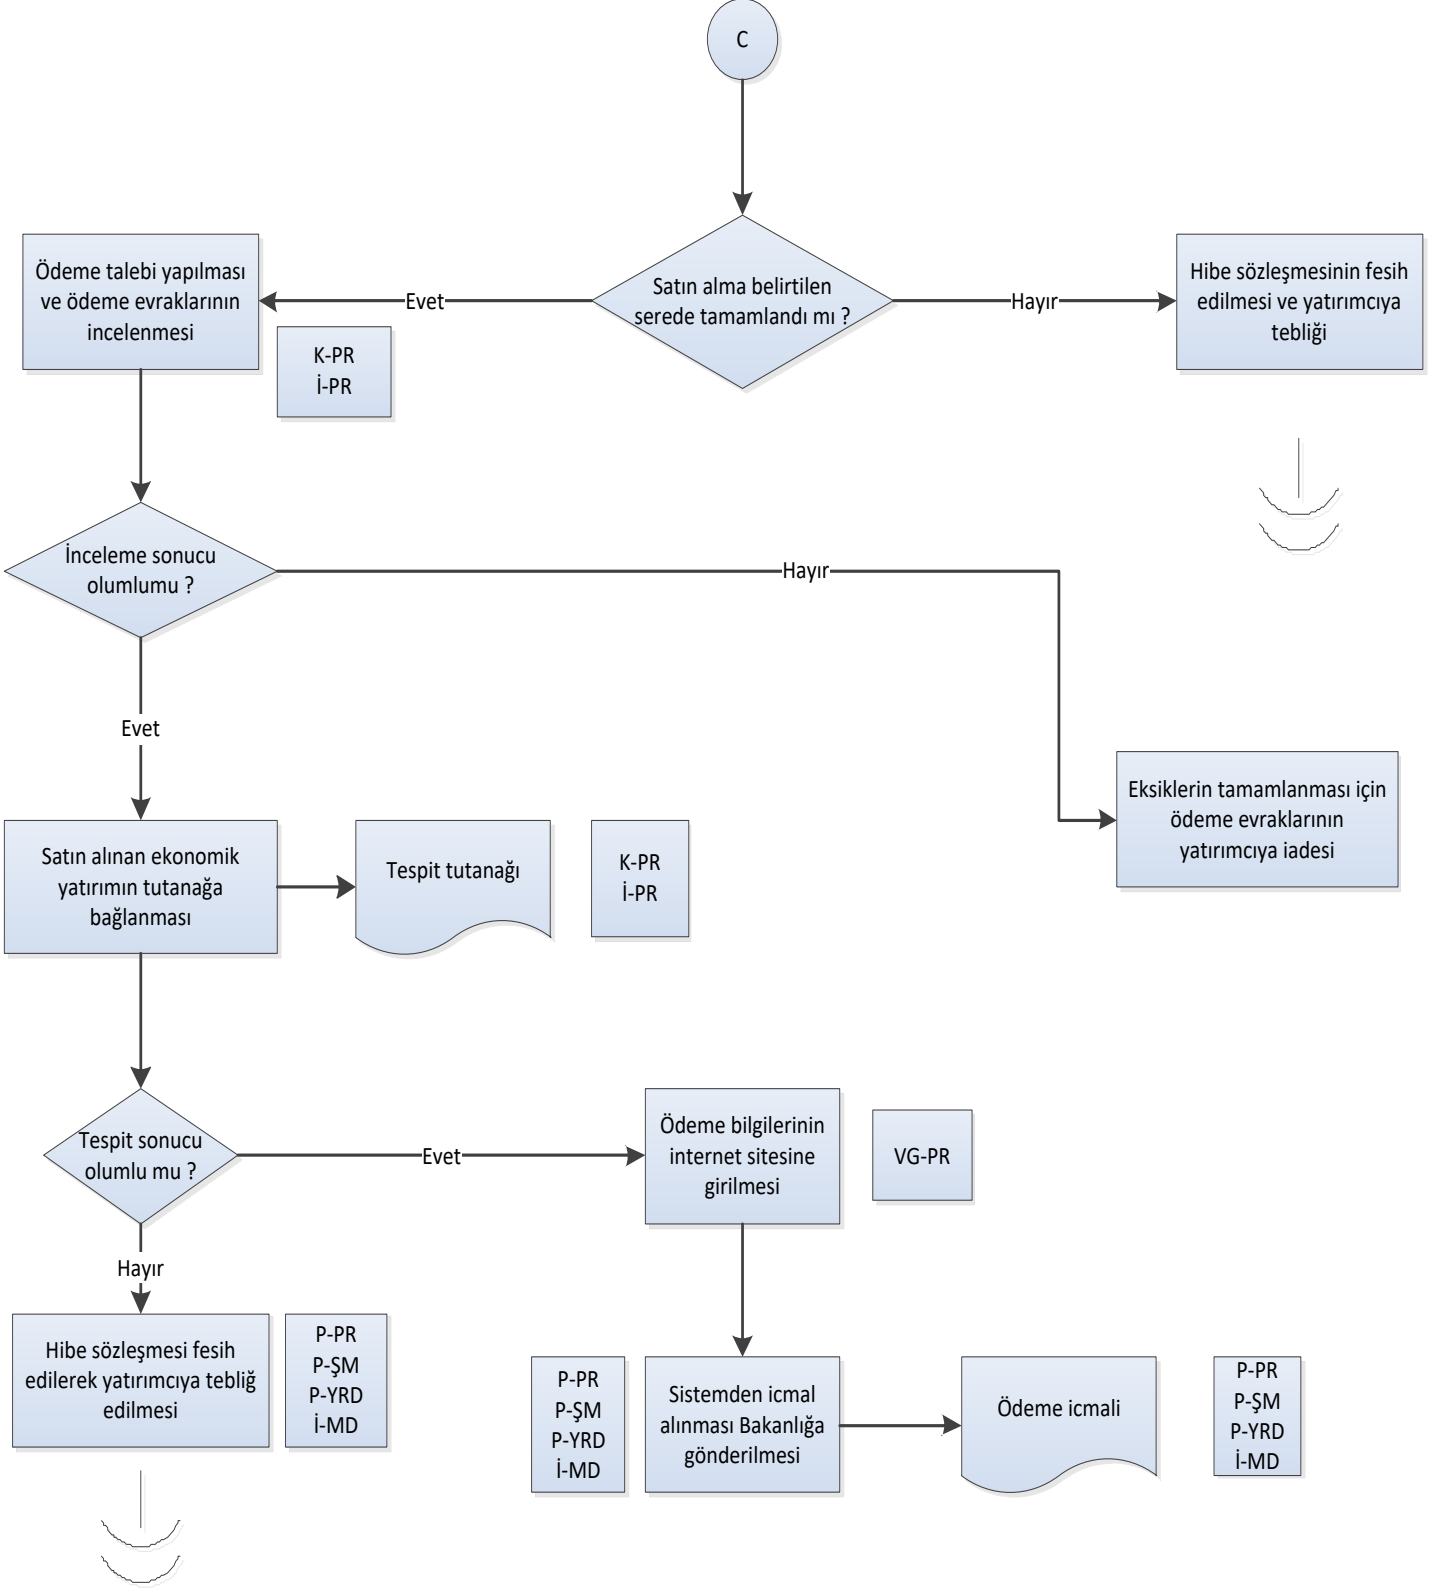 C
Satın alma belirtilen
serede tamamlandı mı ?
Evet
Hayır
Ödeme talebi yapılması
ve ödeme evraklarının
incelenmesi
K-PR
İ-PR
Hibe sözleşmesinin fesih
edilmesi ve yatırımcıya
tebliği
İnceleme sonucu
olumlumu ?
Hayır
Evet
Eksiklerin tamamlanması için
ödeme evraklarının
yatırımcıya iadesi
Satın alınan ekonomik
yatırımın tutanağa
bağlanması
Tespit tutanağı
K-PR
İ-PR
Tespit sonucu
olumlu mu ?
Evet
Ödeme bilgilerinin
internet sitesine
girilmesi
VG-PR
Hayır
Hibe sözleşmesi fesih
edilerek yatırımcıya tebliğ
edilmesi
P-PR
P-ŞM
P-YRD
İ-MD
P-PR
P-ŞM
P-YRD
İ-MD
Sistemden icmal
alınması Bakanlığa
gönderilmesi
Ödeme icmali
P-PR
P-ŞM
P-YRD
İ-MD